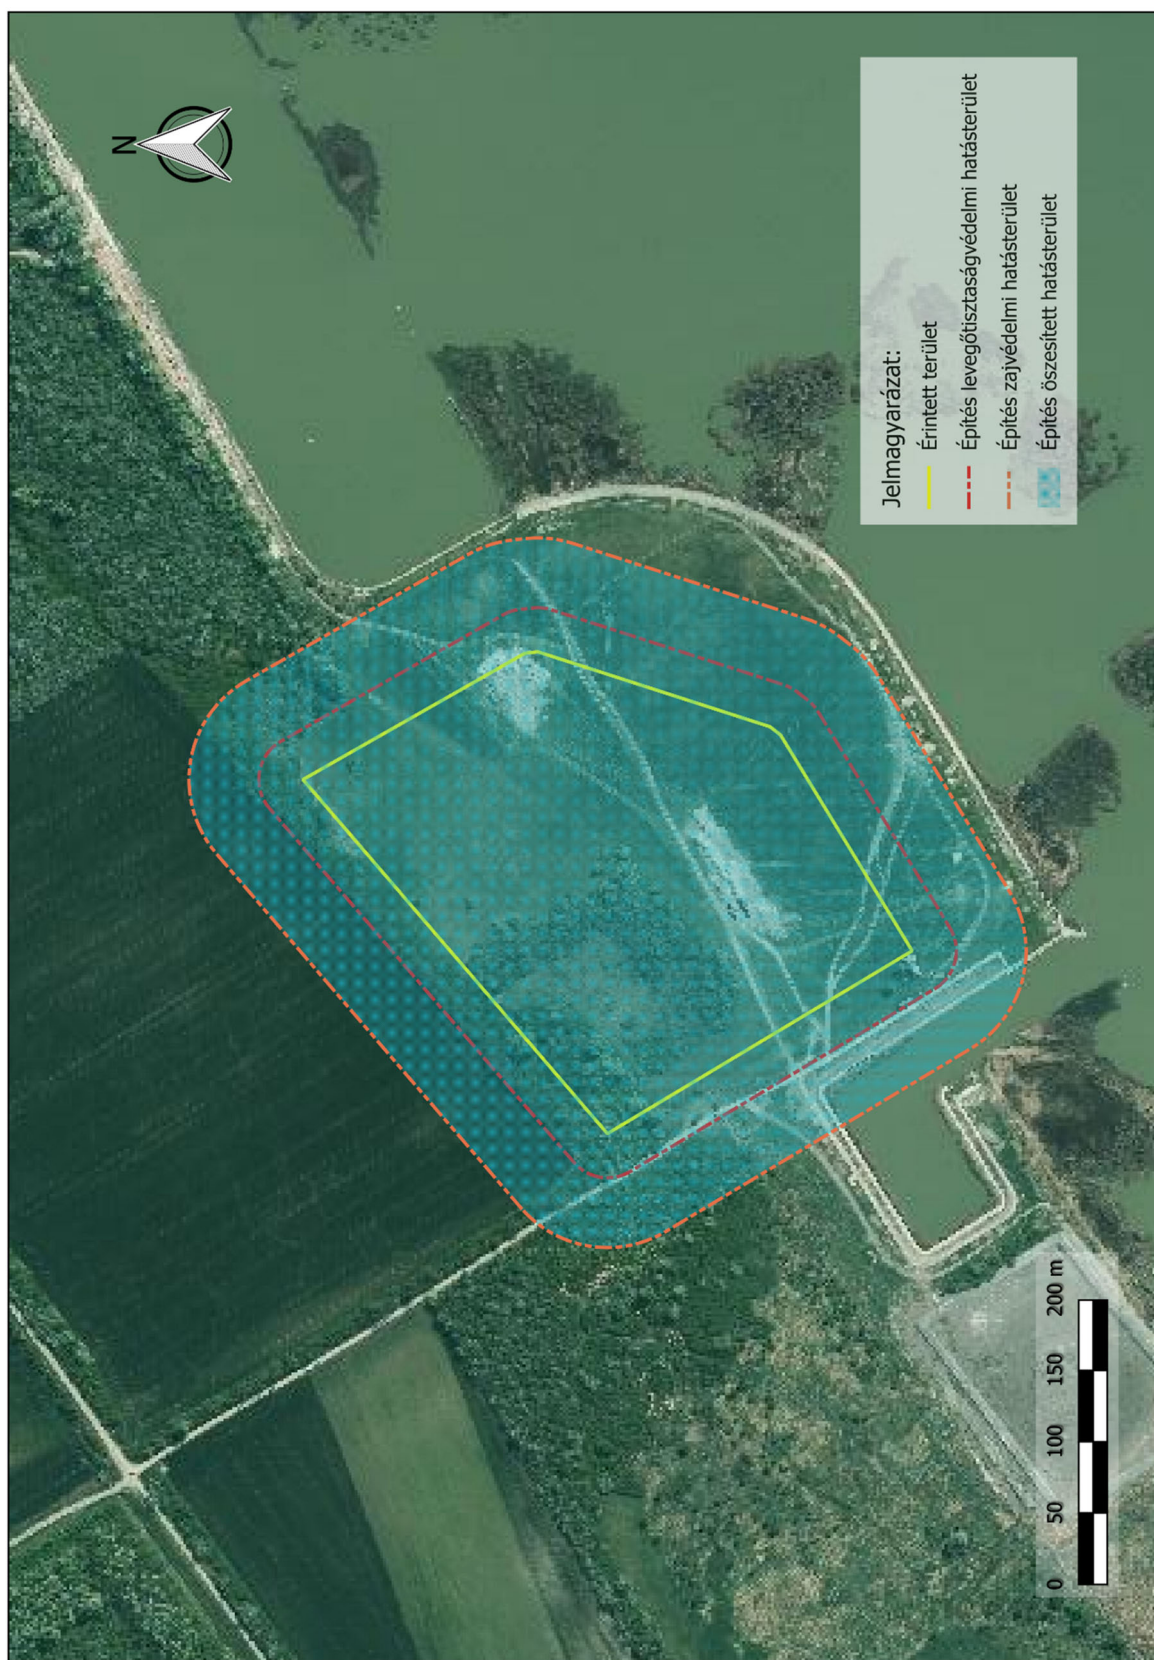 N
Jelmagyarázat:
Érintett terület
Építés levegőtisztaságvédelmi hatásterület
Építés zajvédelmi hatásterület
Építés öszesített hatásterület
0 50 100 150 200 m